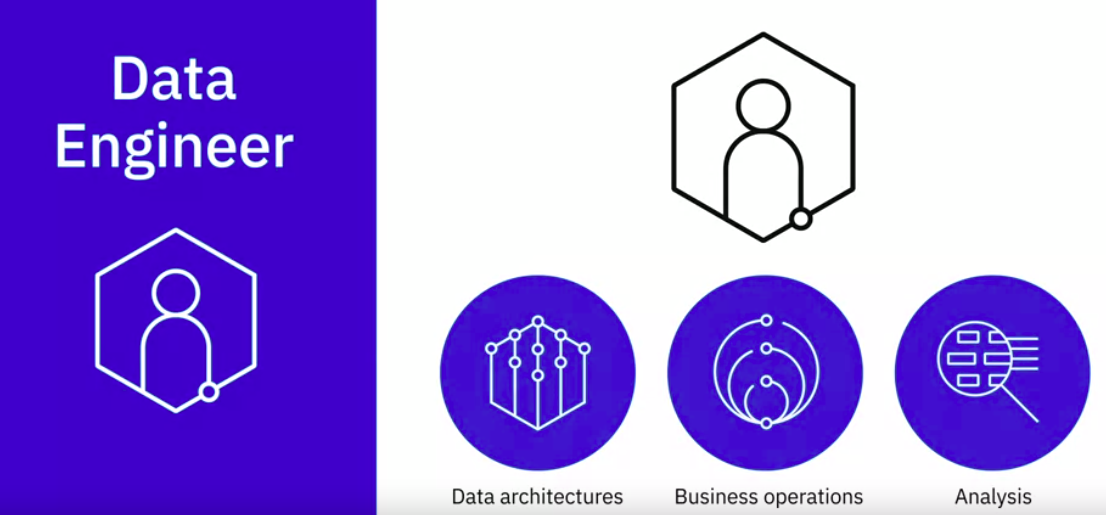 Data
Engineer
Data architectures
Business operations
Analysis